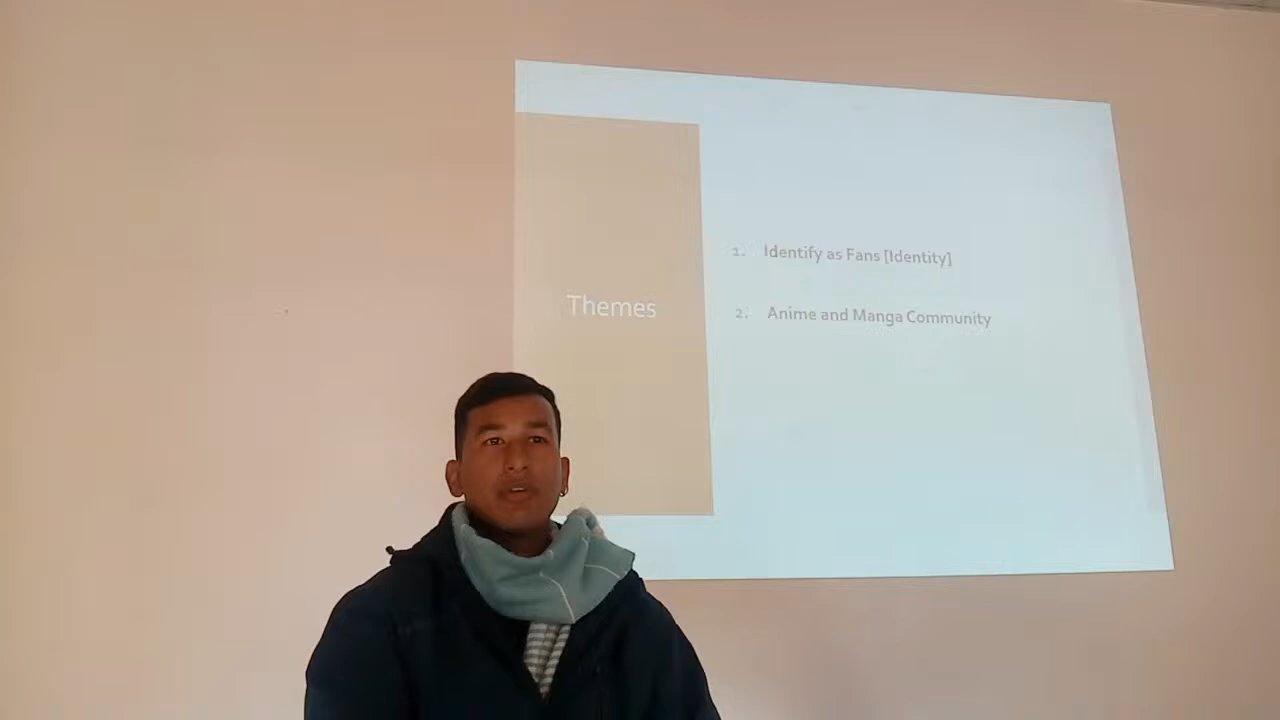 Themes
1. Identify as Fans [Identity]
2. Anime and Manga Community